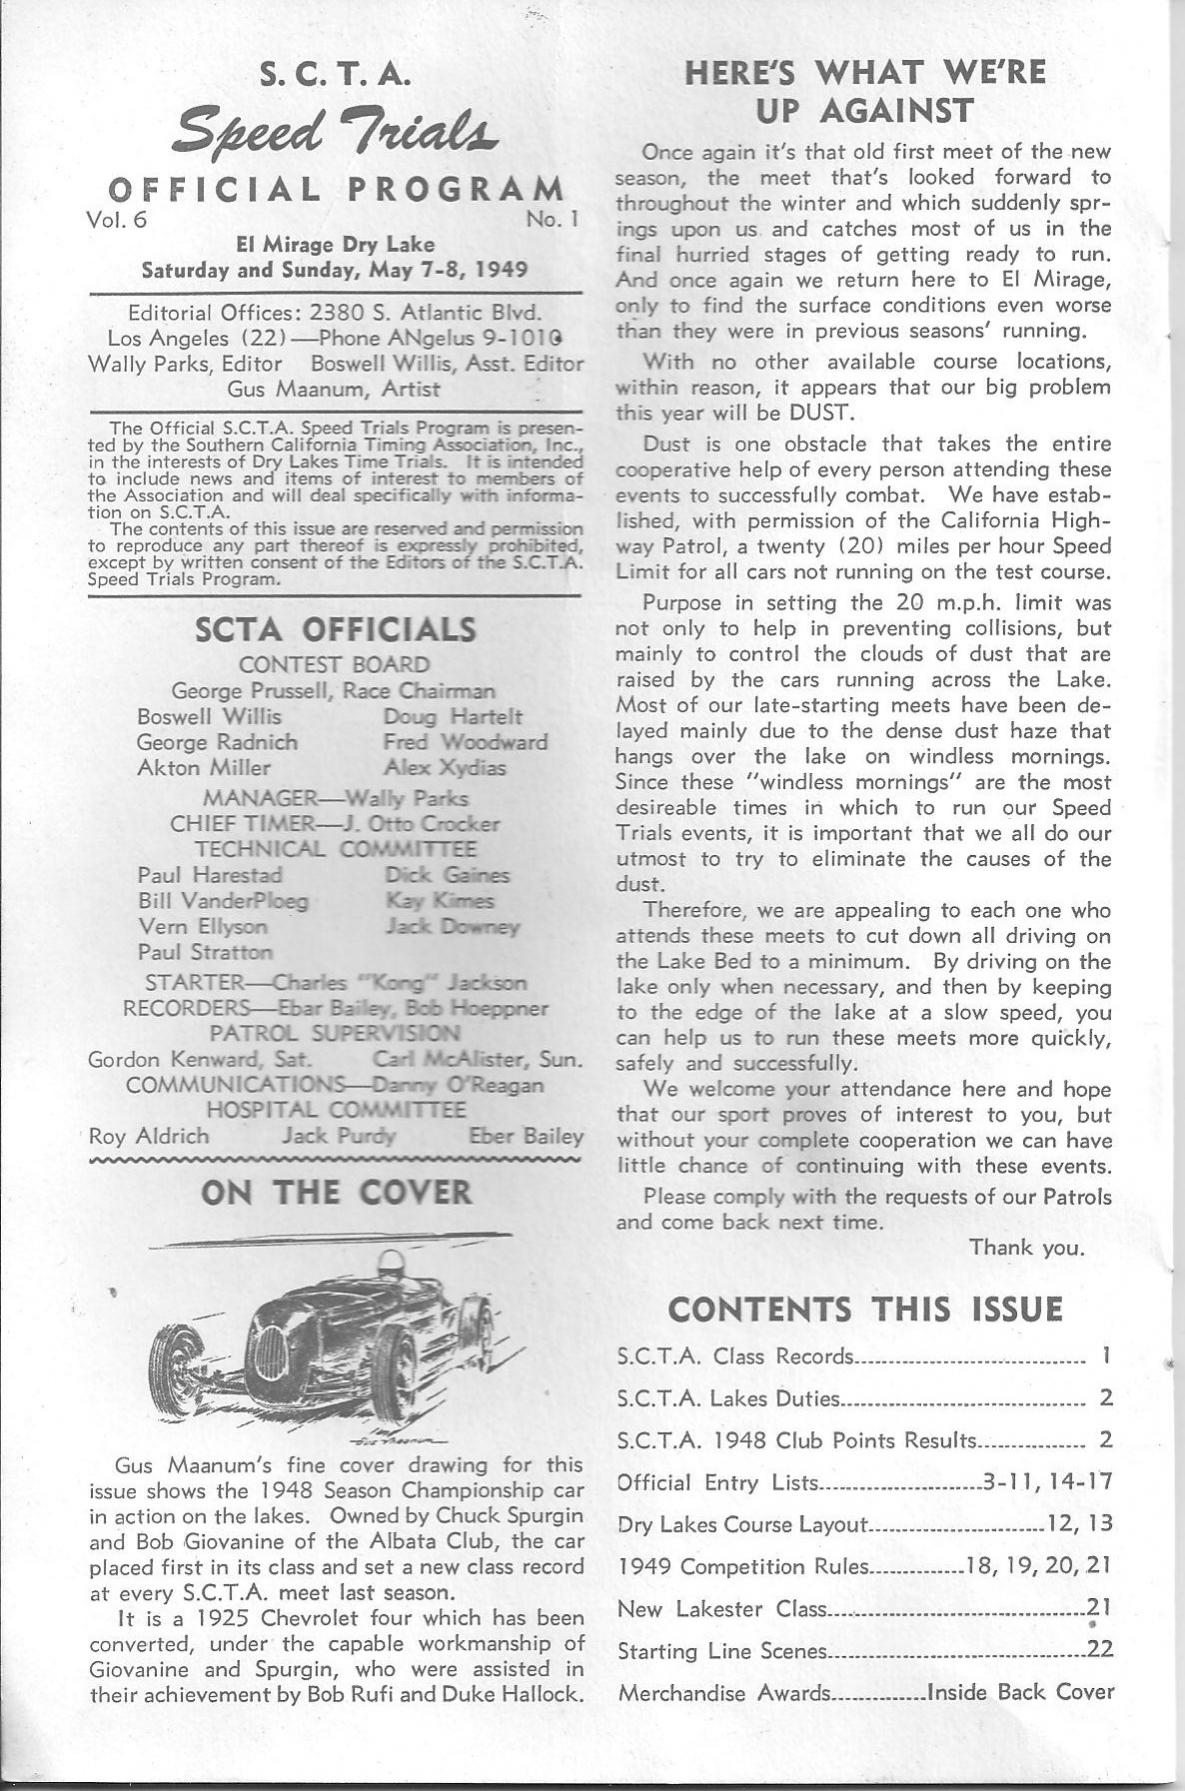 S. C. T. A.
Speed Trials
OFFICIAL PROGRAM
Vol. 6 No. 1
El Mirage Dry Lake
Saturday and Sunday, May 7-8, 1949
Editorial Offices: 2380 S. Atlantic Blvd.
Los Angeles (22)—Phone ANgelus 9-1010
Wally Parks, Editor Boswell Willis, Asst. Editor
Gus Maanum, Artist
The Official S.C.T.A. Speed Trials Program is presen-
ted by the Southern California Timing Association, Inc.,
in the interests of Dry Lakes Time Trials. It is intended
to include news and items of interest to members of
the Association and will deal specifically with informa-
tion on S.C.T.A.
The contents of this issue are reserved and permission
to reproduce any part thereof is expressly prohibited,
except by written consent of the Editors of the S.C.T.A.
Speed Trials Program.
SCTA OFFICIALS
CONTEST BOARD
George Prussell, Race Chairman
Boswell Willis Doug Hartelt
George Radnich Fred Woodward
Akton Miller Alex Xydias
MANAGER—Wally Parks
CHIEF TIMER—J. Otto Crocker
TECHNICAL COMMITTEE
Paul Harestad Dick Gaines
Bill VanderPloeg Kay Kimes
Vern Ellyson Jack Downey
Paul Stratton
STARTER—Charles "Kong" Jackson
RECORDERS—Ebar Bailey, Bob Hoeppner
PATROL SUPERVISION
Gordon Kenward, Sat. Carl McAlister, Sun.
COMMUNICATIONS—Danny O'Reagan
HOSPITAL COMMITTEE
Roy Aldrich Jack Purdy Eber Bailey
ON THE COVER
Gus Maanum
Gus Maanum's fine cover drawing for this
issue shows the 1948 Season Championship car
in action on the lakes. Owned by Chuck Spurgin
and Bob Giovanine of the Albata Club, the car
placed first in its class and set a new class record
at every S.C.T.A. meet last season.
It is a 1925 Chevrolet four which has been
converted, under the capable workmanship of
Giovanine and Spurgin, who were assisted in
their achievement by Bob Rufi and Duke Hallock.
HERE'S WHAT WE'RE
UP AGAINST
Once again it's that old first meet of the new
season, the meet that's looked forward to
throughout the winter and which suddenly spr-
ings upon us and catches most of us in the
final hurried stages of getting ready to run.
And once again we return here to El Mirage,
only to find the surface conditions even worse
than they were in previous seasons' running.
With no other available course locations,
within reason, it appears that our big problem
this year will be DUST.
Dust is one obstacle that takes the entire
cooperative help of every person attending these
events to successfully combat. We have estab-
lished, with permission of the California High-
way Patrol, a twenty (20) miles per hour Speed
Limit for all cars not running on the test course.
Purpose in setting the 20 m.p.h. limit was
not only to help in preventing collisions, but
mainly to control the clouds of dust that are
raised by the cars running across the Lake.
Most of our late-starting meets have been de-
layed mainly due to the dense dust haze that
hangs over the lake on windless mornings.
Since these "windless mornings" are the most
desireable times in which to run our Speed
Trials events, it is important that we all do our
utmost to try to eliminate the causes of the
dust.
Therefore, we are appealing to each one who
attends these meets to cut down all driving on
the Lake Bed to a minimum. By driving on the
lake only when necessary, and then by keeping
to the edge of the lake at a slow speed, you
can help us to run these meets more quickly,
safely and successfully.
We welcome your attendance here and hope
that our sport proves of interest to you, but
without your complete cooperation we can have
little chance of continuing with these events.
Please comply with the requests of our Patrols
and come back next time.
Thank you.
CONTENTS THIS ISSUE
S.C.T.A. Class Records 1
S.C.T.A. Lakes Duties 2
S.C.T.A. 1948 Club Points Results 2
Official Entry Lists 3-11, 14-17
Dry Lakes Course Layout 12, 13
1949 Competition Rules 18, 19, 20, 21
New Lakester Class 21
Starting Line Scenes 22
Merchandise Awards Inside Back Cover